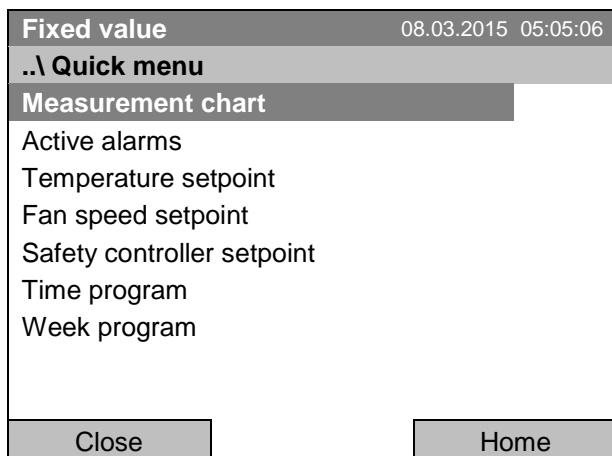 Fixed value 08.03.2015 05:05:06
..\ Quick menu
Measurement chart
Active alarms
Temperature setpoint
Fan speed setpoint
Safety controller setpoint
Time program
Week program
Close Home